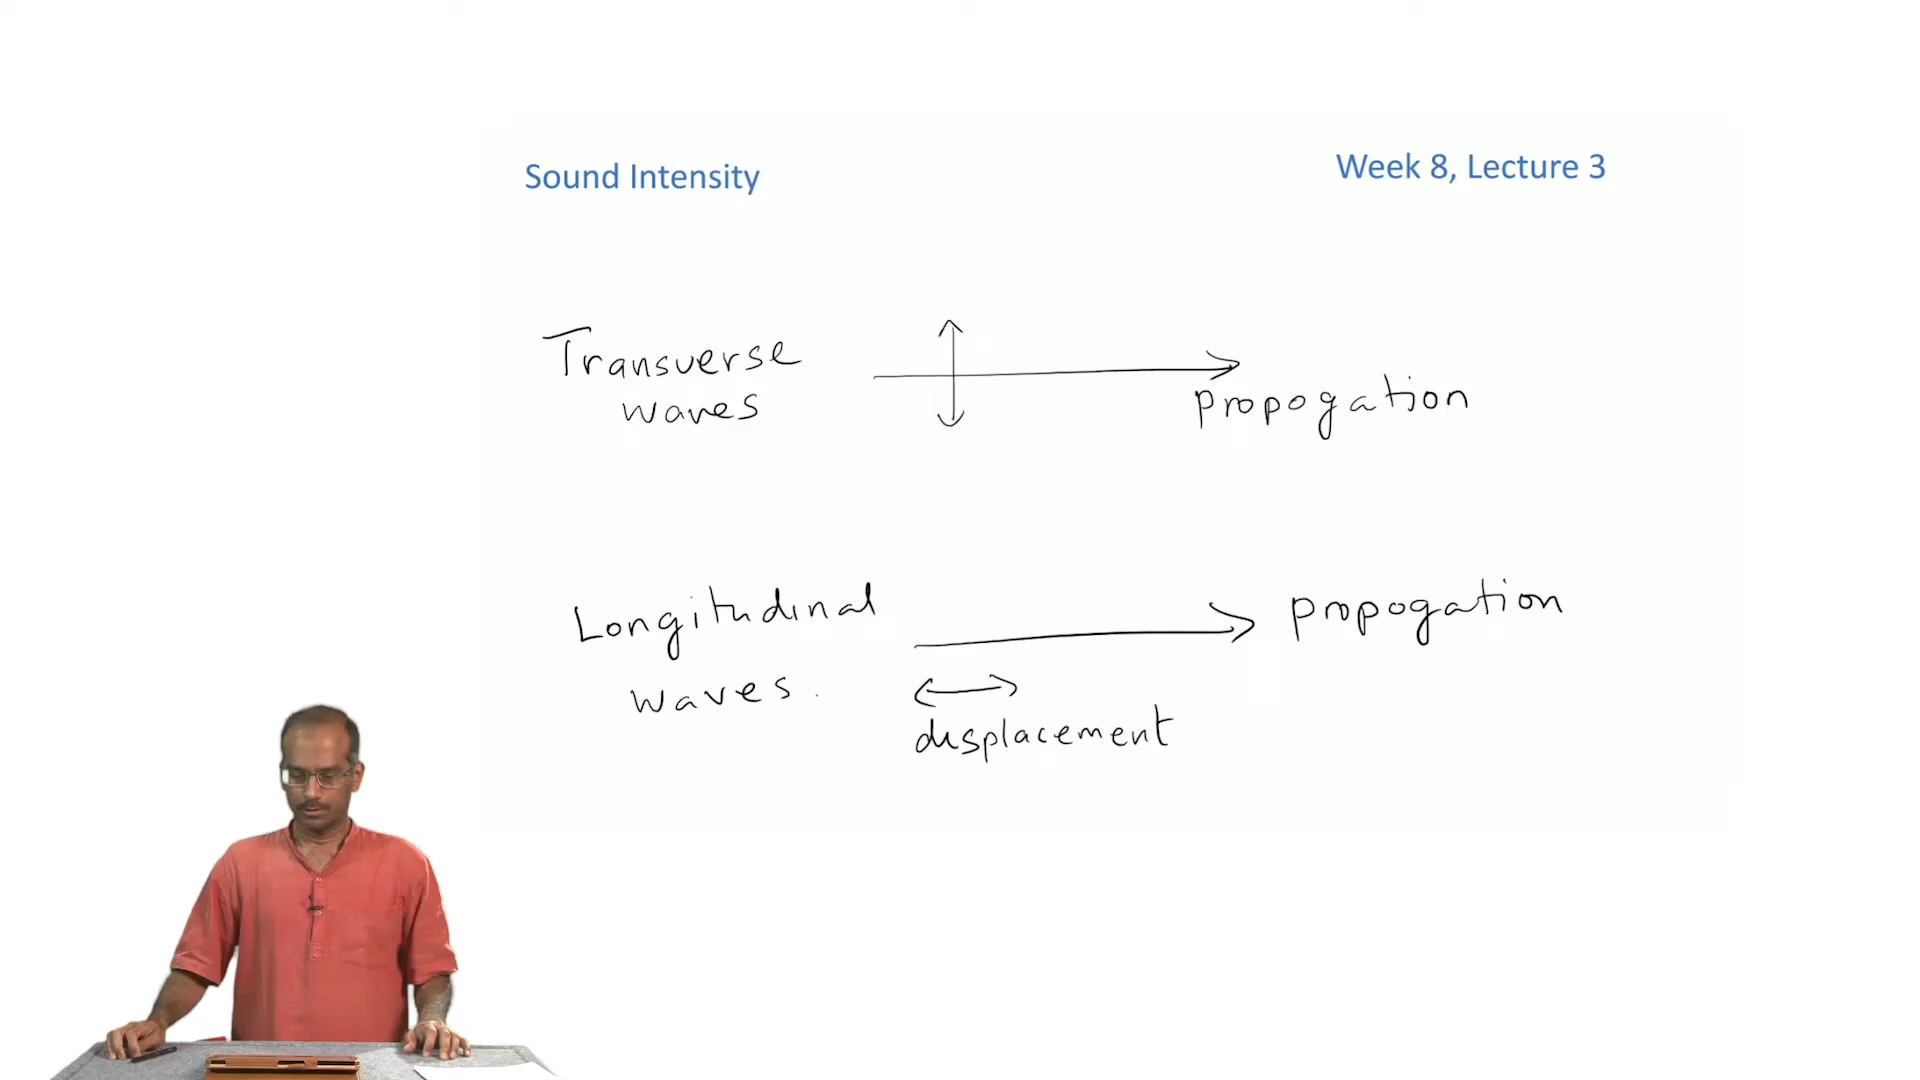 Sound Intensity
Week 8, Lecture 3
Transverse
waves
propogation
Longitudinal
waves.
propogation
displacement